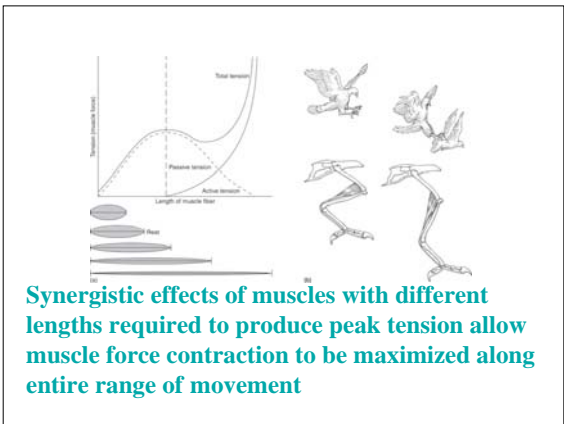 Total tension
Tension (muscle force)
Passive tension
Active tension
Length of muscle fiber
Rest
(a)
(b)
Synergistic effects of muscles with different
lengths required to produce peak tension allow
muscle force contraction to be maximized along
entire range of movement